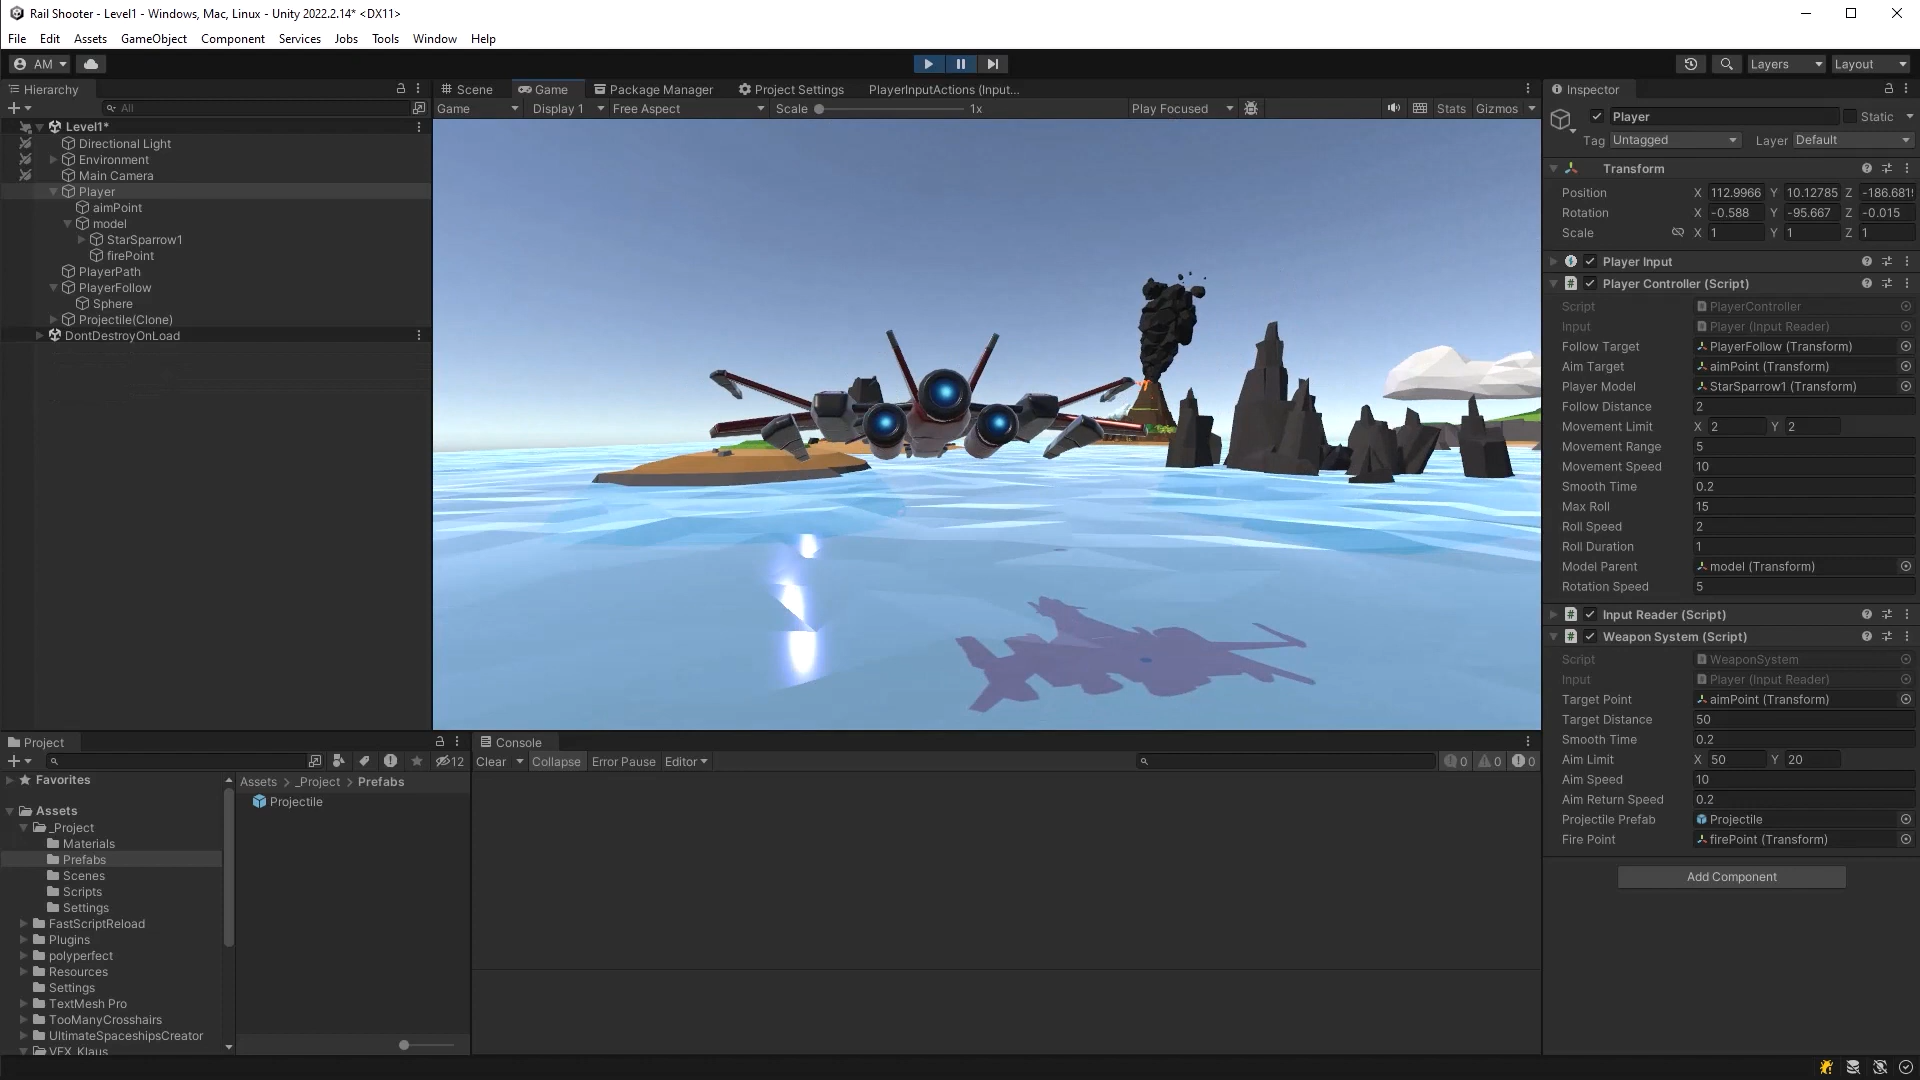 Rail Shooter - Level1 - Windows, Mac, Linux - Unity 2022.2.14* <DX11>
File Edit Assets GameObject Component Services Jobs Tools Window Help
AM Layers Layout
Hierarchy
All
Level1*
Directional Light
Environment
Main Camera
Player
aimPoint
model
StarSparrow1
firePoint
PlayerPath
PlayerFollow
Sphere
Projectile(Clone)
DontDestroyOnLoad
Scene Game Package Manager Project Settings PlayerInputActions (Input...
Game Display 1 Free Aspect Scale 1x Play Focused Stats Gizmos
Inspector
Player Static
Tag Untagged Layer Default
Transform
Position X 112.9966 Y 10.12785 Z
Rotation X -0.588 Y -95.667 Z -0.015
Scale X 1 Y 1 Z 1
Player Input
Player Controller (Script)
Script PlayerController
Input Player (Input Reader)
Follow Target PlayerFollow (Transform)
Aim Target aimPoint (Transform)
Player Model StarSparrow1 (Transform)
Follow Distance 2
Movement Limit X 2 Y 2
Movement Range 5
Movement Speed 10
Smooth Time 0.2
Max Roll 15
Roll Speed 2
Roll Duration 1
Model Parent model (Transform)
Rotation Speed 5
Input Reader (Script)
Weapon System (Script)
Script WeaponSystem
Input Player (Input Reader)
Target Point aimPoint (Transform)
Target Distance 50
Smooth Time 0.2
Aim Limit X 50 Y 20
Aim Speed 10
Aim Return Speed 0.2
Projectile Prefab Projectile
Fire Point firePoint (Transform)
Add Component
Project
12
Favorites
Assets
_Project
Materials
Prefabs
Scenes
Scripts
Settings
FastScriptReload
Plugins
polyperfect
Resources
Settings
TextMesh Pro
TooManyCrosshairs
UltimateSpaceshipsCreator
VFX_Klaus
Assets > _Project > Prefabs
Projectile
Console
Clear Collapse Error Pause Editor 0 0 0